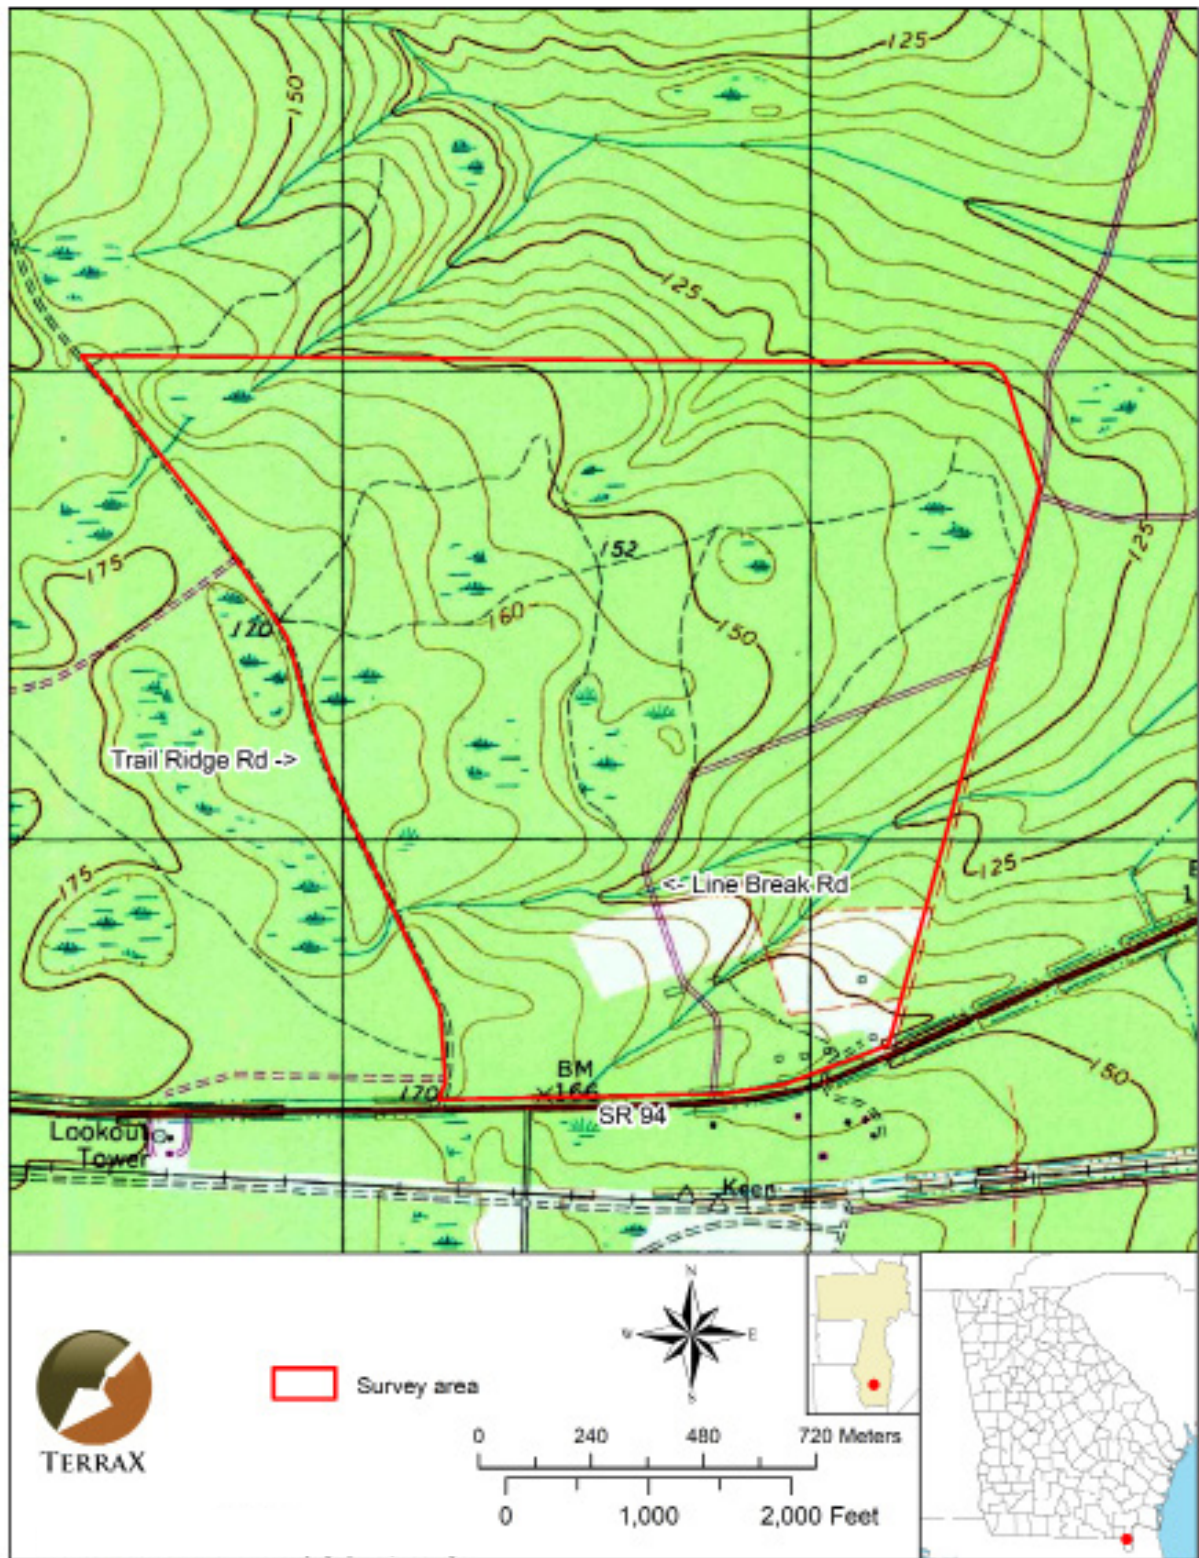 125
150
125
175
152
160
150
170
Trail Ridge Rd ->
125
<- Line Break Rd
175
125
BM
×166
170
150
SR 94
Lookout
Tower
Keen
N
W E
S
Survey area
TERRAX
0 240 480 720 Meters
0 1,000 2,000 Feet